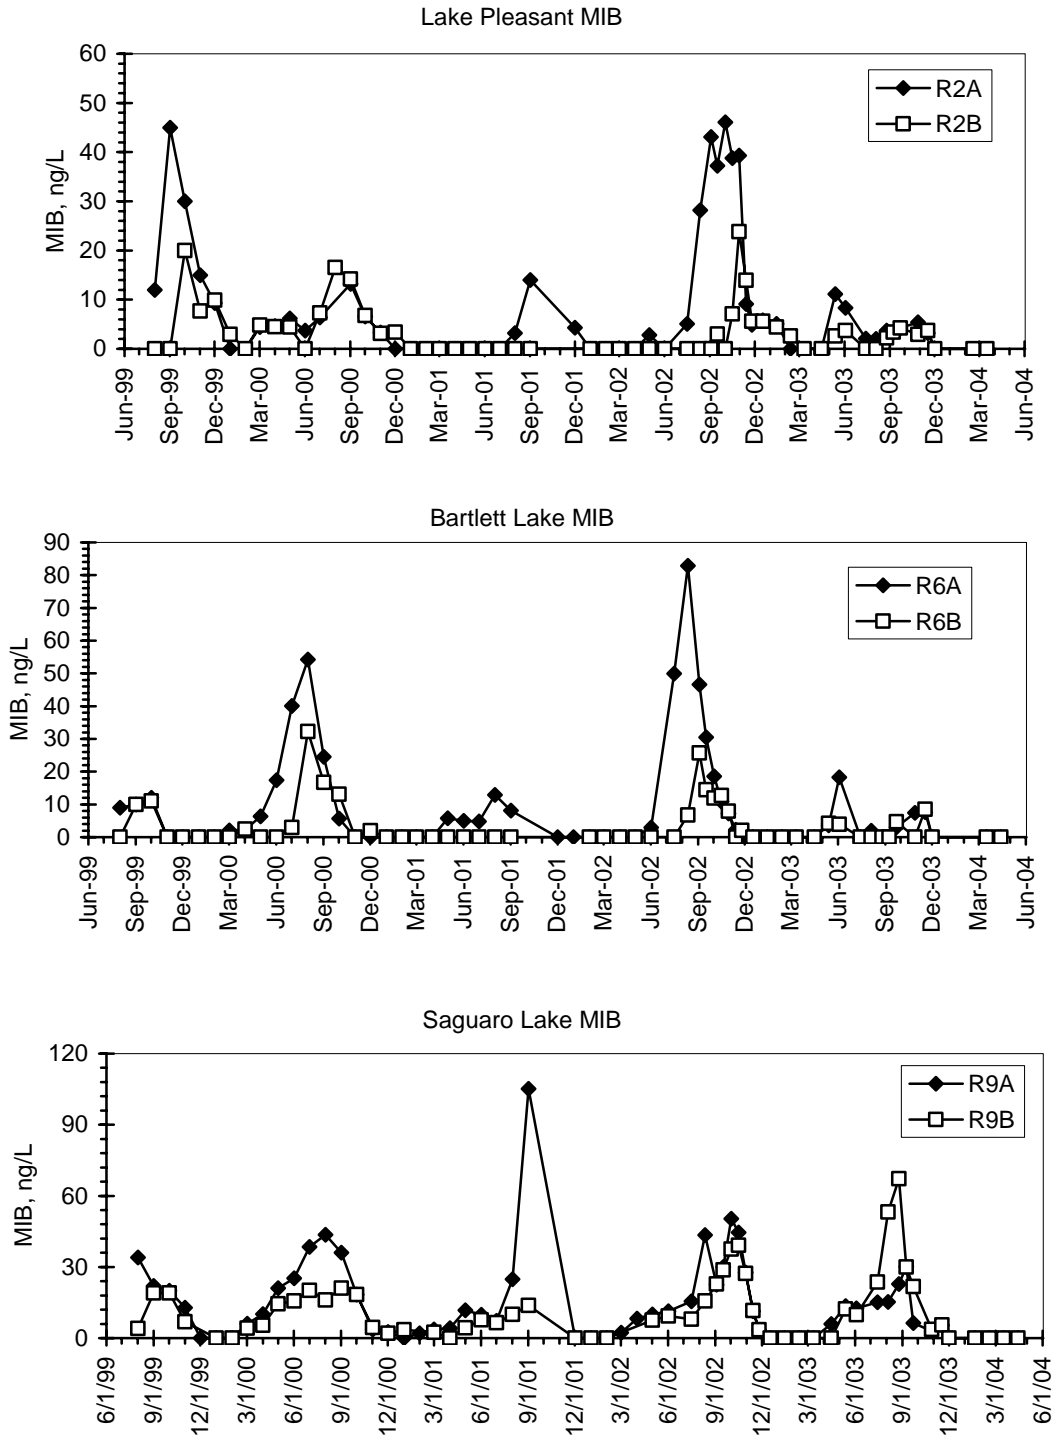 Lake Pleasant MIB
60
50
40
30
20
10
0
MIB, ng/L
R2A
R2B
Jun-99 Sep-99 Dec-99 Mar-00 Jun-00 Sep-00 Dec-00 Mar-01 Jun-01 Sep-01 Dec-01 Mar-02 Jun-02 Sep-02 Dec-02 Mar-03 Jun-03 Sep-03 Dec-03 Mar-04 Jun-04
Bartlett Lake MIB
90
80
70
60
50
40
30
20
10
0
MIB, ng/L
R6A
R6B
Jun-99 Sep-99 Dec-99 Mar-00 Jun-00 Sep-00 Dec-00 Mar-01 Jun-01 Sep-01 Dec-01 Mar-02 Jun-02 Sep-02 Dec-02 Mar-03 Jun-03 Sep-03 Dec-03 Mar-04 Jun-04
Saguaro Lake MIB
120
90
60
30
0
MIB, ng/L
R9A
R9B
6/1/99 9/1/99 12/1/99 3/1/00 6/1/00 9/1/00 12/1/00 3/1/01 6/1/01 9/1/01 12/1/01 3/1/02 6/1/02 9/1/02 12/1/02 3/1/03 6/1/03 9/1/03 12/1/03 3/1/04 6/1/04